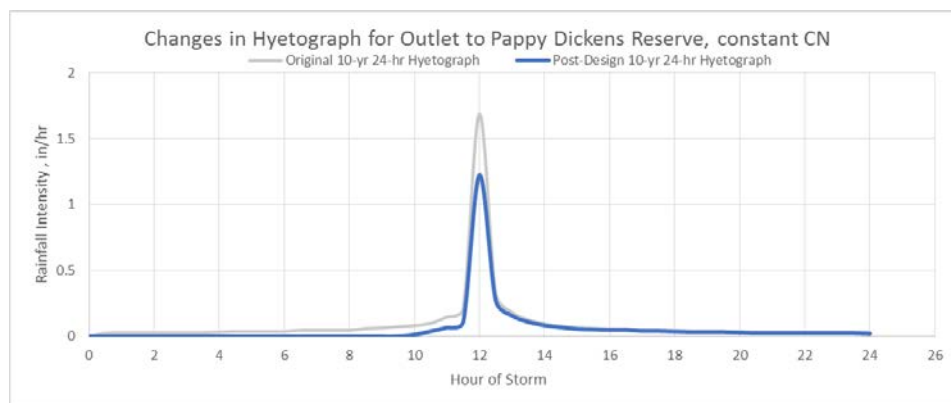 Changes in Hyetograph for Outlet to Pappy Dickens Reserve, constant CN
Original 10-yr 24-hr Hyetograph Post-Design 10-yr 24-hr Hyetograph
2
1.5
1
0.5
0
Rainfall Intensity , in/hr
0 2 4 6 8 10 12 14 16 18 20 22 24 26
Hour of Storm